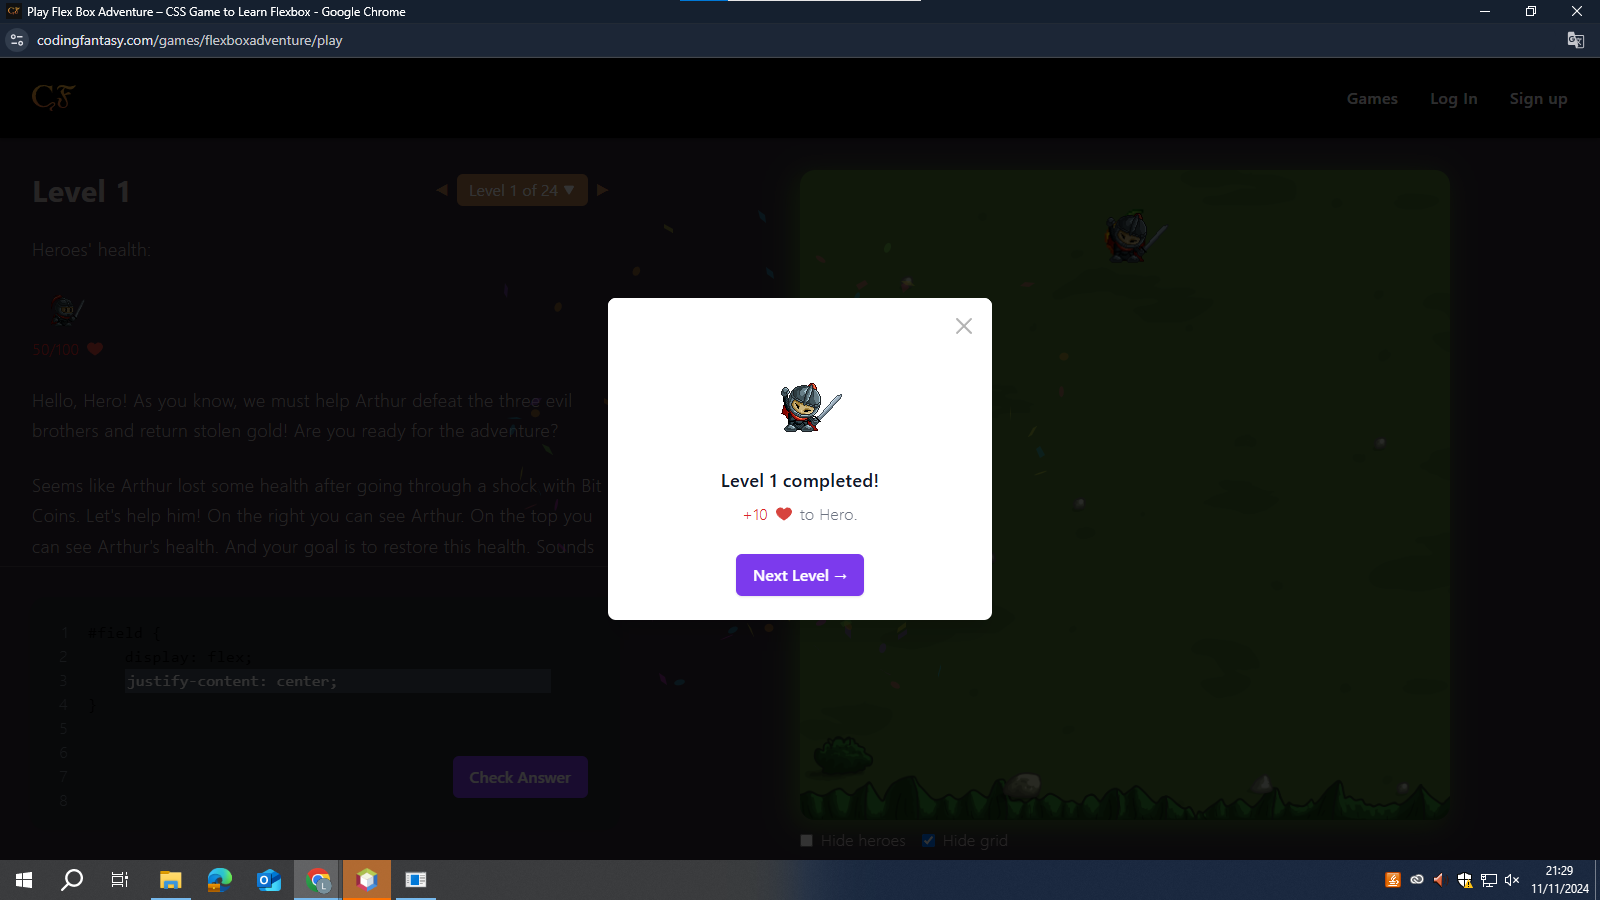 Play Flex Box Adventure – CSS Game to Learn Flexbox - Google Chrome
codingfantasy.com/games/flexboxadventure/play
CF
Games
Log In
Sign up
Level 1
◀ Level 1 of 24 ▼ ▶
Heroes' health:
50/100
Hello, Hero! As you know, we must help Arthur defeat the three evil
brothers and return stolen gold! Are you ready for the adventure?
Seems like Arthur lost some health after going through a shock with Bit
Coins. Let's help him! On the right you can see Arthur. On the top you
can see Arthur's health. And your goal is to restore this health. Sounds
Level 1 completed!
+10 ❤ to Hero.
Next Level →
1 #field {
2 display: flex;
3 justify-content: center;
4 }
5
6
7
8
Check Answer
Hide heroes
Hide grid
21:29
11/11/2024